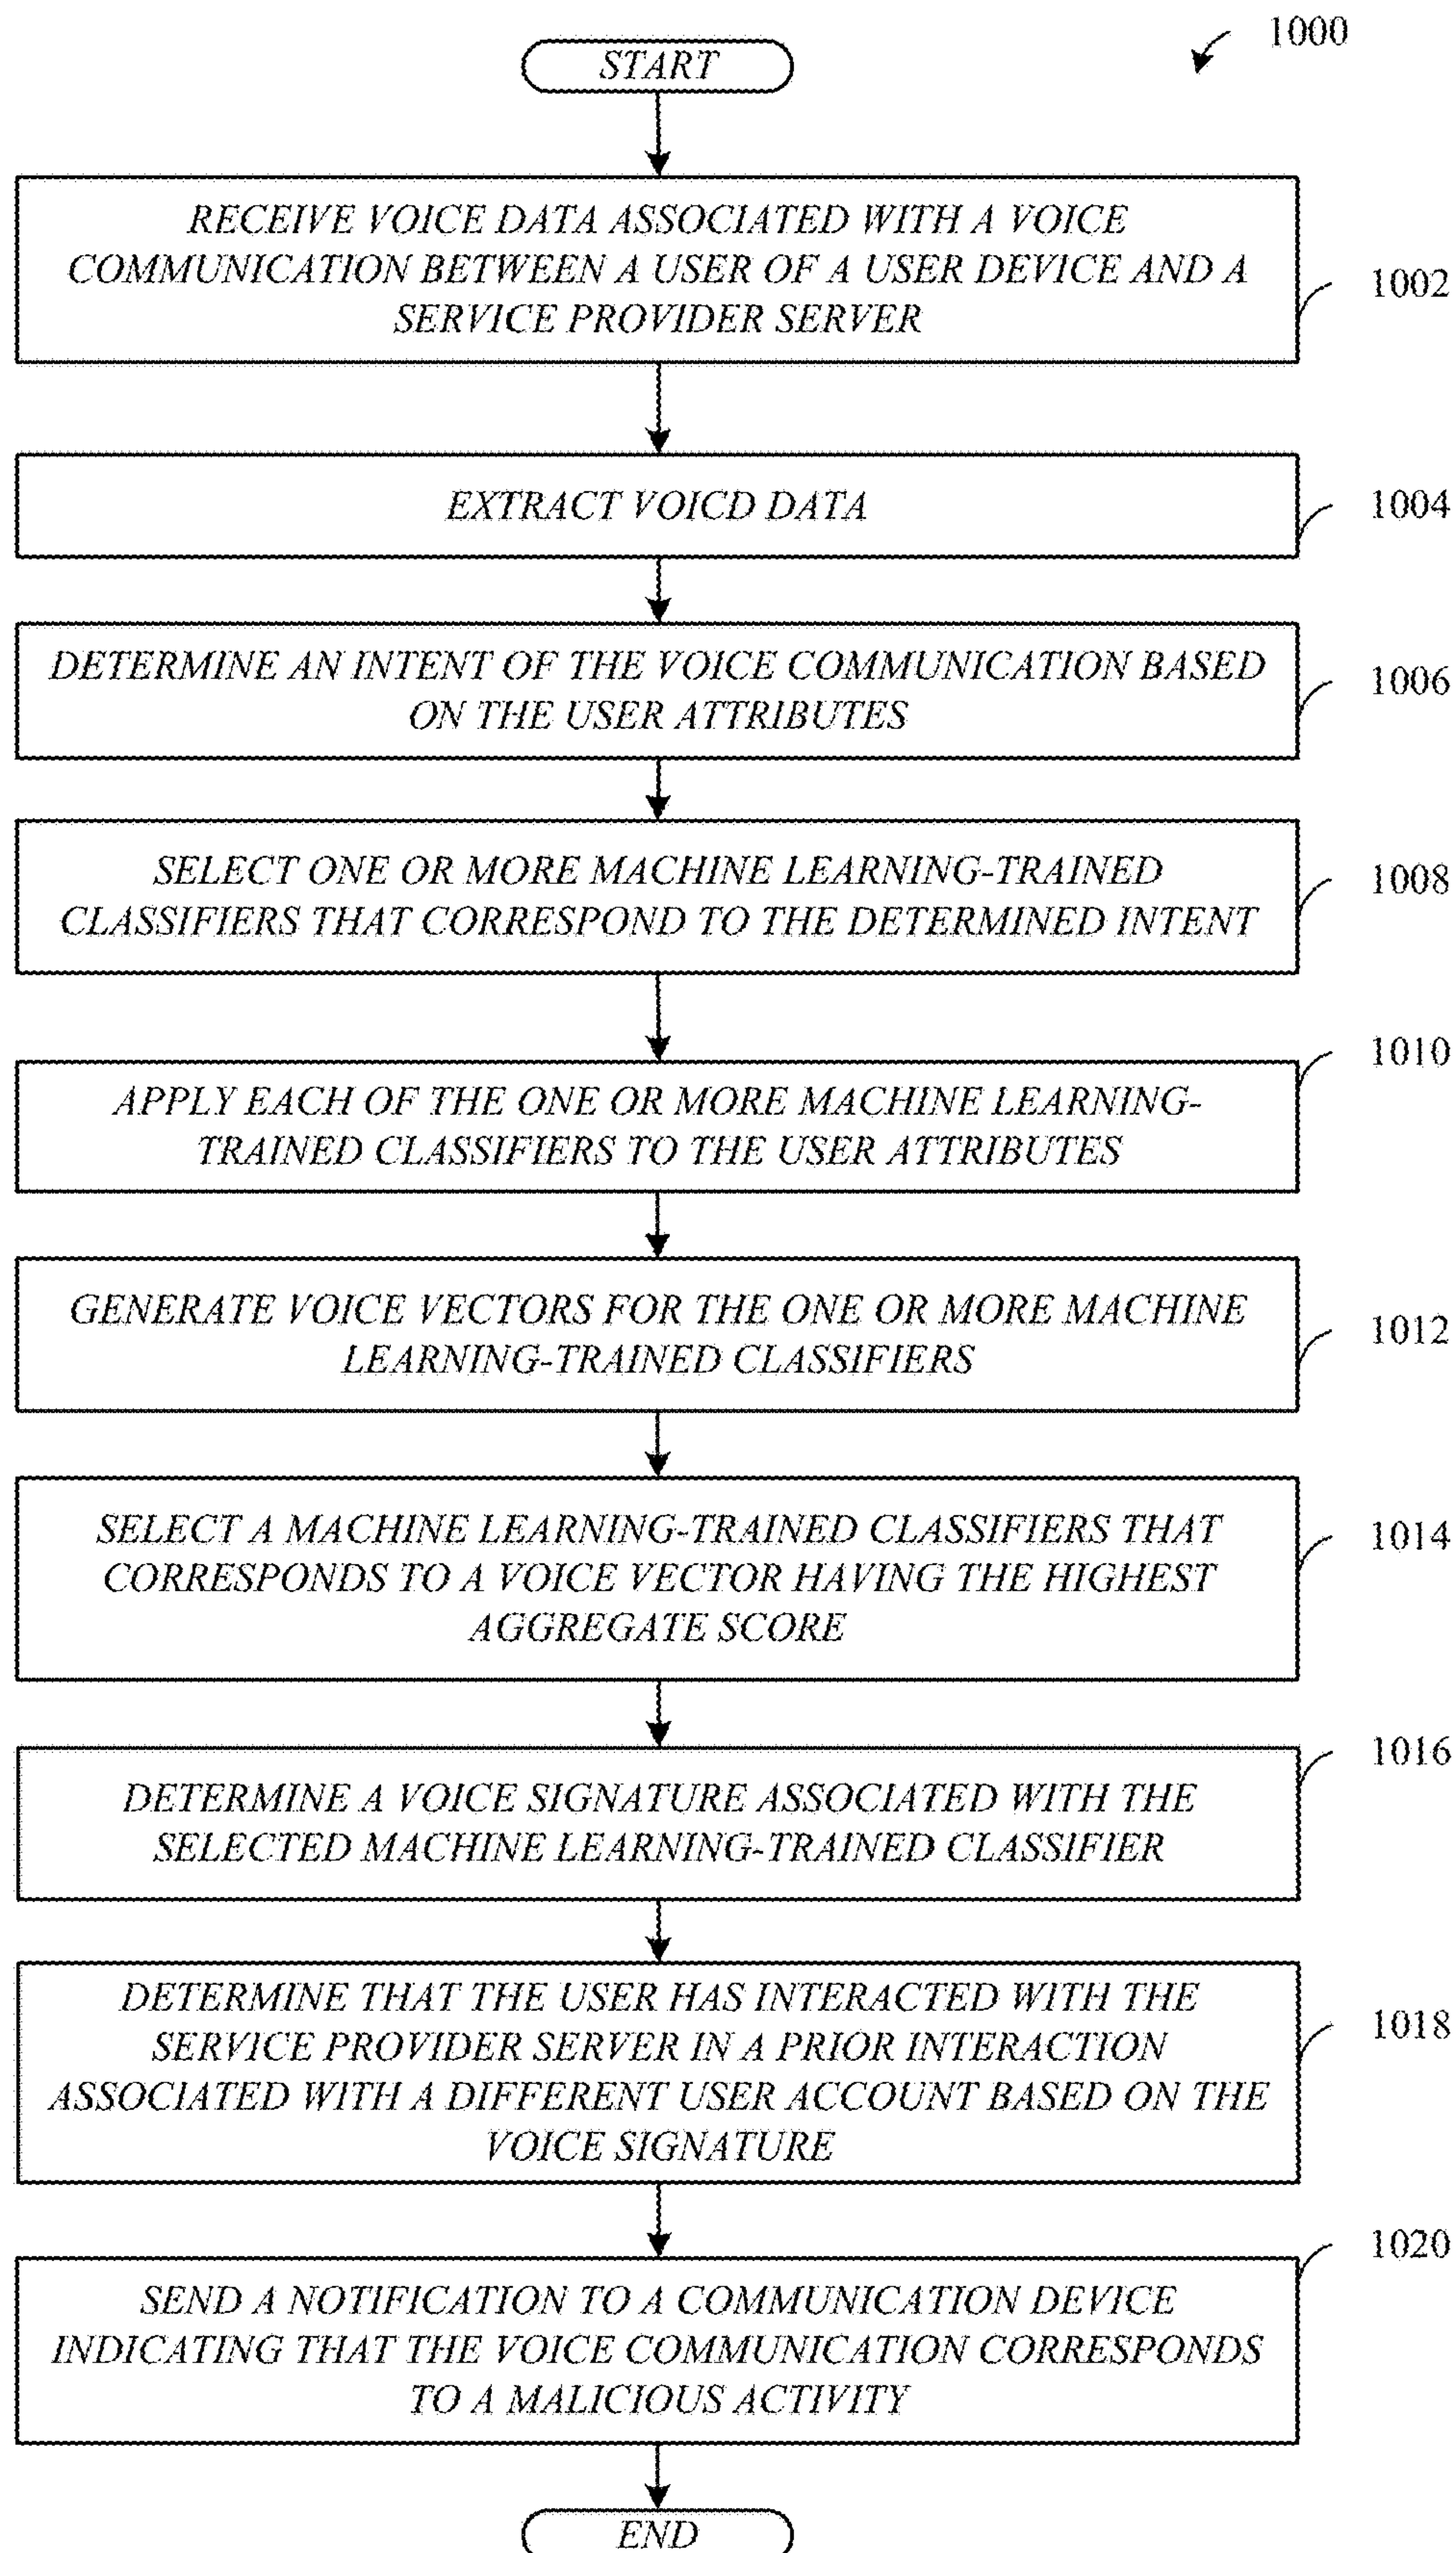 1000
START
RECEIVE VOICE DATA ASSOCIATED WITH A VOICE
COMMUNICATION BETWEEN A USER OF A USER DEVICE AND A
SERVICE PROVIDER SERVER
1002
EXTRACT VOICD DATA
1004
DETERMINE AN INTENT OF THE VOICE COMMUNICATION BASED
ON THE USER ATTRIBUTES
1006
SELECT ONE OR MORE MACHINE LEARNING-TRAINED
CLASSIFIERS THAT CORRESPOND TO THE DETERMINED INTENT
1008
APPLY EACH OF THE ONE OR MORE MACHINE LEARNING-
TRAINED CLASSIFIERS TO THE USER ATTRIBUTES
1010
GENERATE VOICE VECTORS FOR THE ONE OR MORE MACHINE
LEARNING-TRAINED CLASSIFIERS
1012
SELECT A MACHINE LEARNING-TRAINED CLASSIFIERS THAT
CORRESPONDS TO A VOICE VECTOR HAVING THE HIGHEST
AGGREGATE SCORE
1014
DETERMINE A VOICE SIGNATURE ASSOCIATED WITH THE
SELECTED MACHINE LEARNING-TRAINED CLASSIFIER
1016
DETERMINE THAT THE USER HAS INTERACTED WITH THE
SERVICE PROVIDER SERVER IN A PRIOR INTERACTION
ASSOCIATED WITH A DIFFERENT USER ACCOUNT BASED ON THE
VOICE SIGNATURE
1018
SEND A NOTIFICATION TO A COMMUNICATION DEVICE
INDICATING THAT THE VOICE COMMUNICATION CORRESPONDS
TO A MALICIOUS ACTIVITY
1020
END